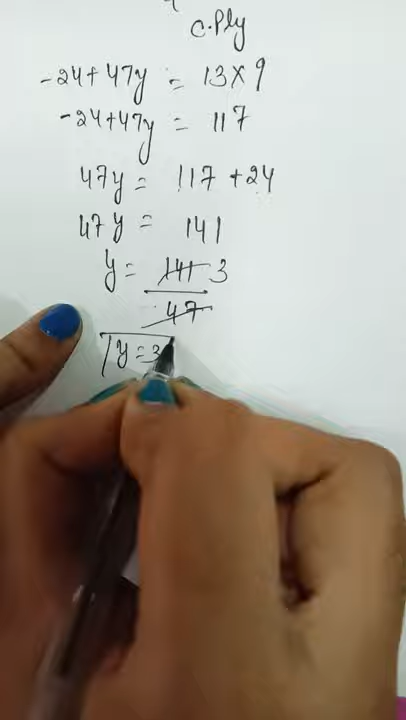 C.Ply
-24+47y = 13×9
-24+47y = 117
47y = 117 +24
47y = 141
y = 141 3
47
y = 3